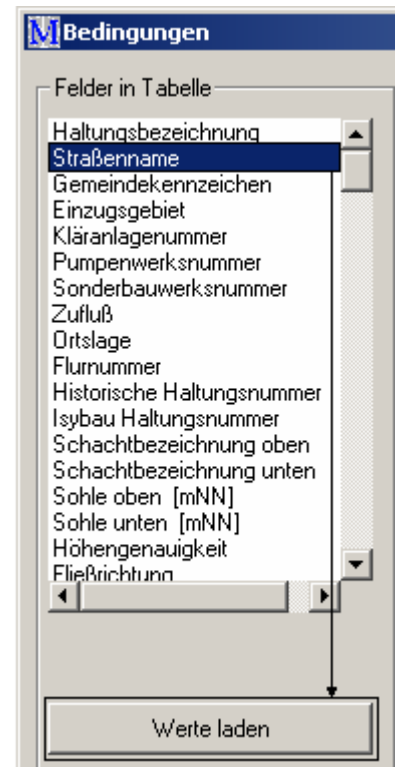 M Bedingungen
Felder in Tabelle
Haltungsbezeichnung
Straßenname
Gemeindekennzeichen
Einzugsgebiet
Kläranlagenummer
Pumpenwerksnummer
Sonderbauwerksnummer
Zufluß
Ortslage
Flurnummer
Historische Haltungsnummer
Isybau Haltungsnummer
Schachtbezeichnung oben
Schachtbezeichnung unten
Sohle oben [mNN]
Sohle unten [mNN]
Höhengenauigkeit
Fließrichtung
Werte laden